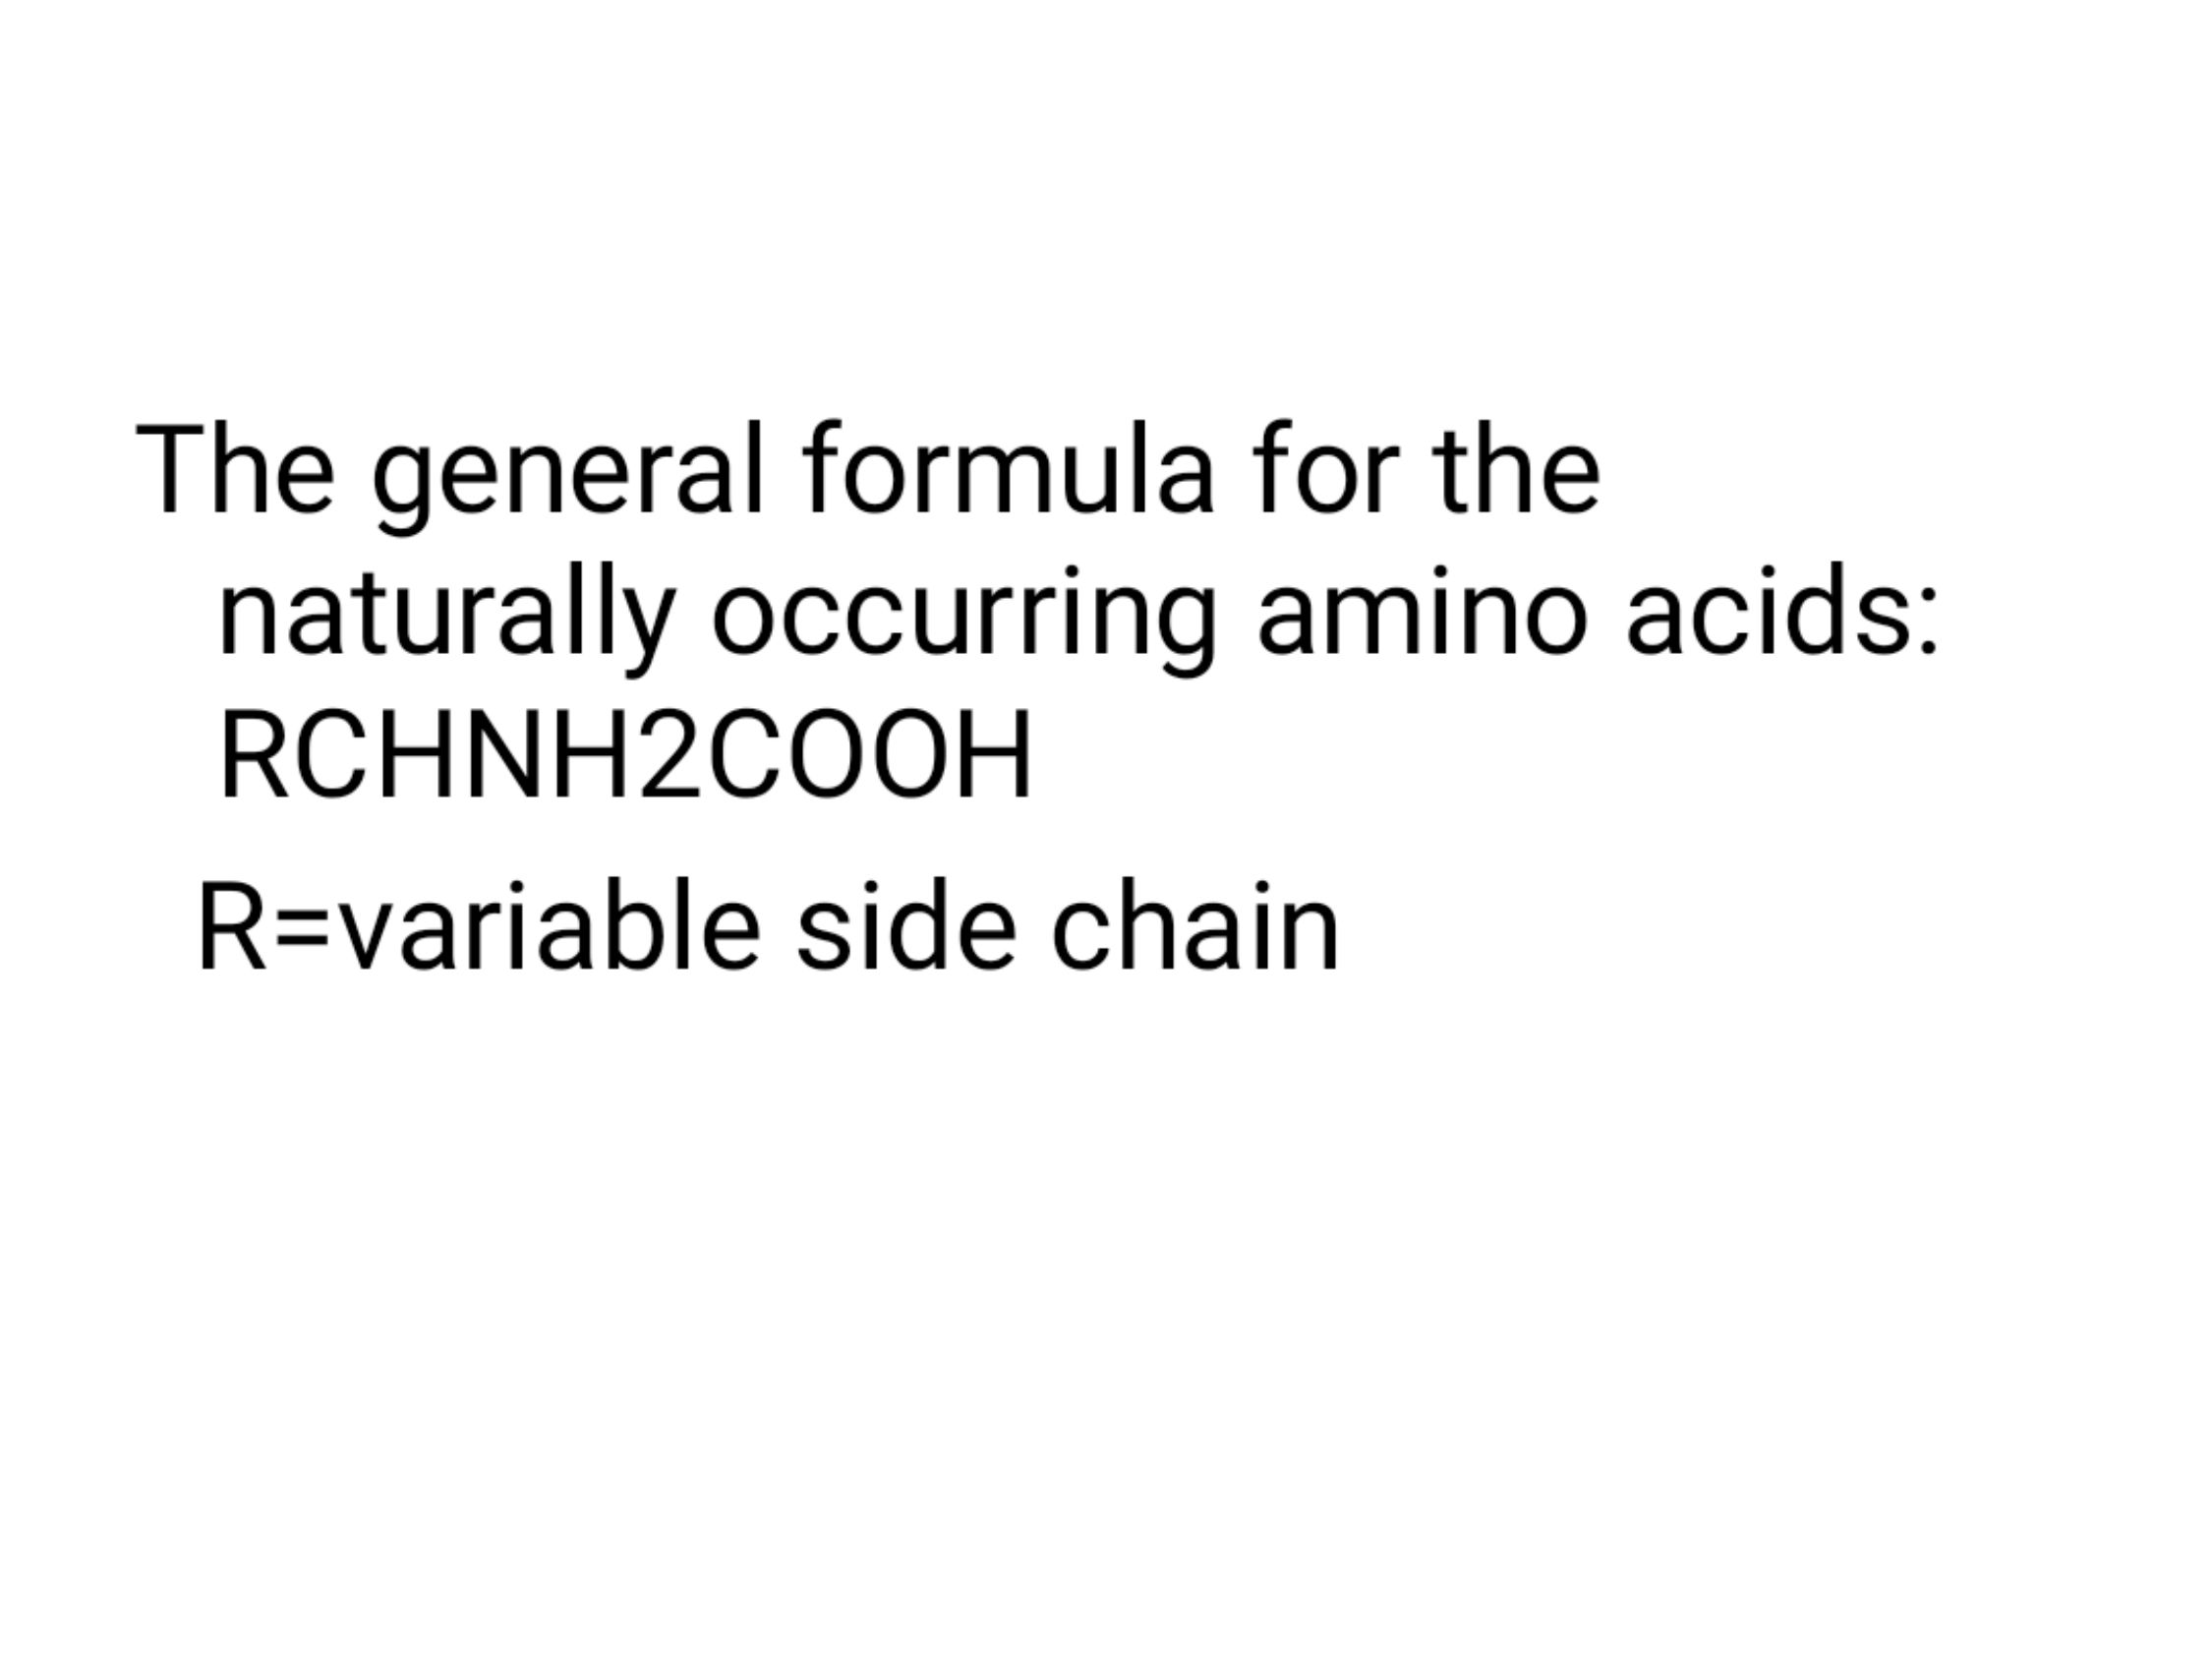 The general formula for the
naturally occurring amino acids:
RCHNH2COOH
R=variable side chain